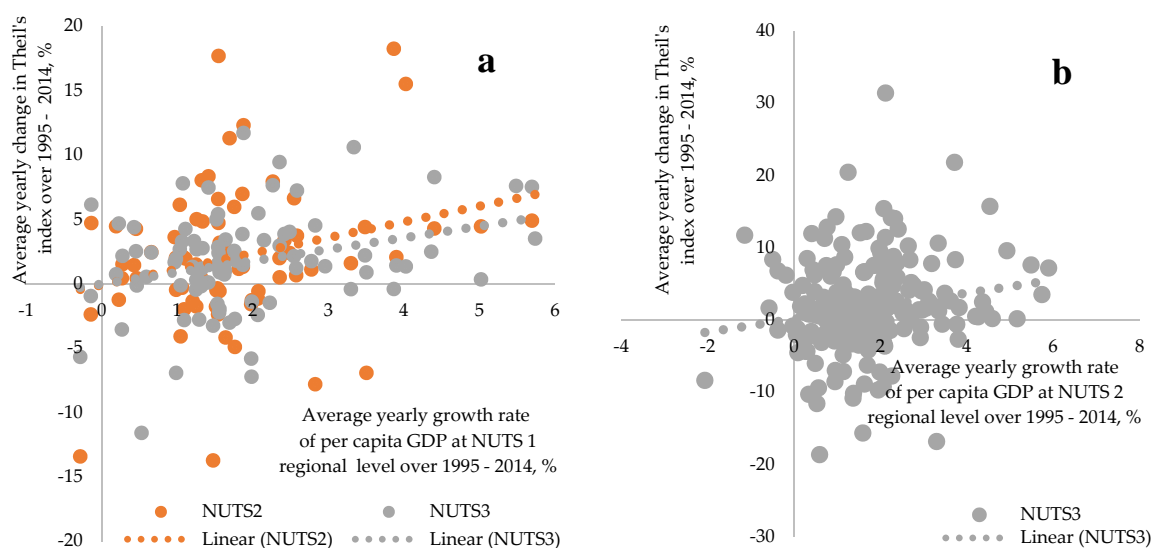 a
Average yearly change in Theil's
index over 1995 - 2014, %
20
15
10
5
0
-5
-10
-15
-20
-1
0
1
2
3
4
5
6
Average yearly growth rate
of per capita GDP at NUTS 1
regional level over 1995 - 2014, %
NUTS2
NUTS3
Linear (NUTS2)
Linear (NUTS3)
b
Average yearly change in Theil's
index over 1995 - 2014, %
40
30
20
10
0
-10
-20
-30
-4
-2
0
2
4
6
8
Average yearly growth rate
of per capita GDP at NUTS 2
regional level over 1995 - 2014, %
NUTS3
Linear (NUTS3)